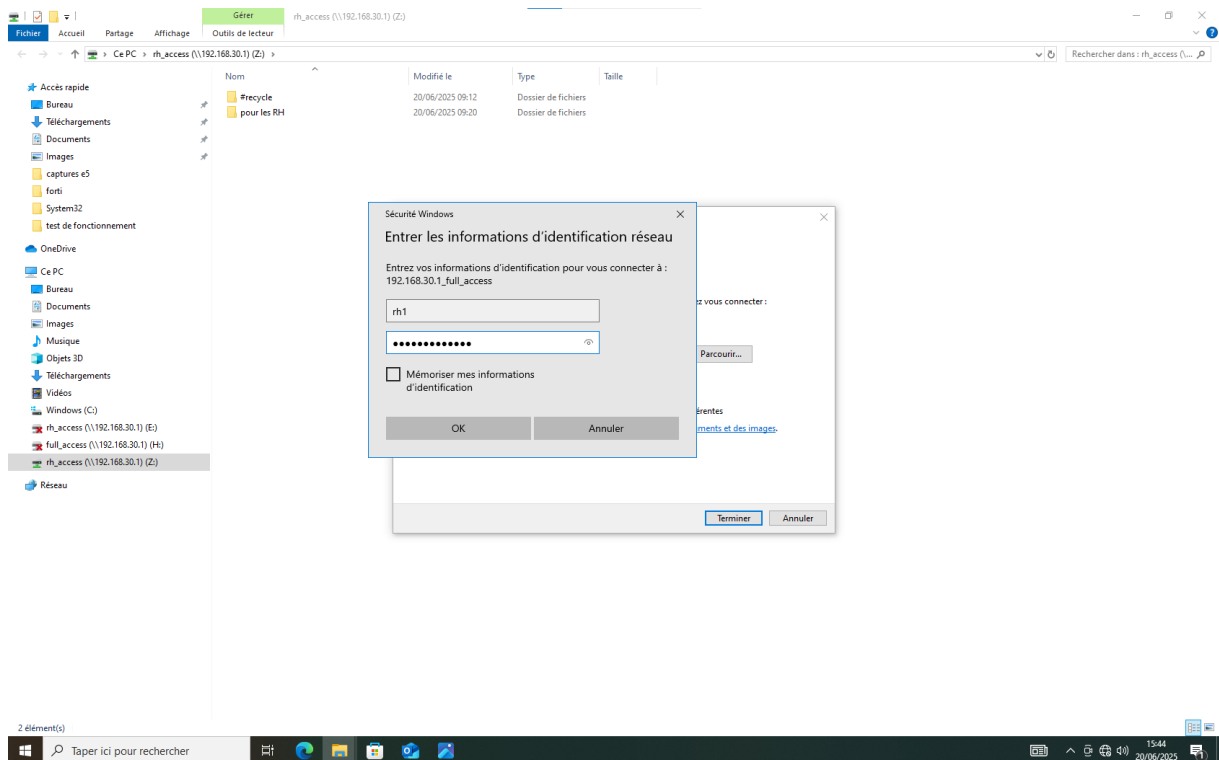 Gérer
rh_access (\\192.168.30.1) (Z:)
Fichier
Accueil
Partage
Affichage
Outils de lecteur
Ce PC › rh_access (\\192.168.30.1) (Z:) ›
Rechercher dans : rh_access (\...
Nom
Modifié le
Type
Taille
#recycle
20/06/2025 09:12
Dossier de fichiers
pour les RH
20/06/2025 09:20
Dossier de fichiers
Accès rapide
Bureau
Téléchargements
Documents
Images
captures e5
forti
System32
test de fonctionnement
OneDrive
Ce PC
Bureau
Documents
Images
Musique
Objets 3D
Téléchargements
Vidéos
Windows (C:)
rh_access (\\192.168.30.1) (E:)
full_access (\\192.168.30.1) (H:)
rh_access (\\192.168.30.1) (Z:)
Réseau
Sécurité Windows
Entrer les informations d'identification réseau
Entrez vos informations d'identification pour vous connecter à :
192.168.30.1_full_access
rh1
●●●●●●●●●●●●●
Mémoriser mes informations
d'identification
OK
Annuler
ez vous connecter :
Parcourir...
érentes
ments et des images.
Terminer
Annuler
2 élément(s)
Taper ici pour rechercher
15:44
20/06/2025